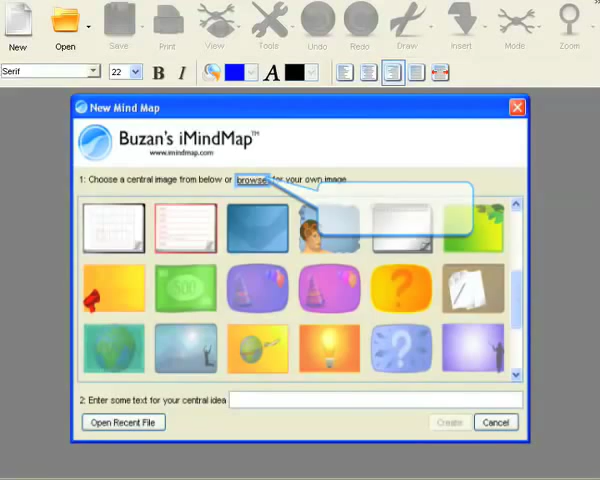 New Open Save Print View Tools Undo Redo Draw Insert Mode Zoom
Serif 22 B I A
New Mind Map
Buzan's iMindMap™
www.imindmap.com
1: Choose a central image from below or browse for your own image
500
?
?
2: Enter some text for your central idea
Open Recent File Create Cancel